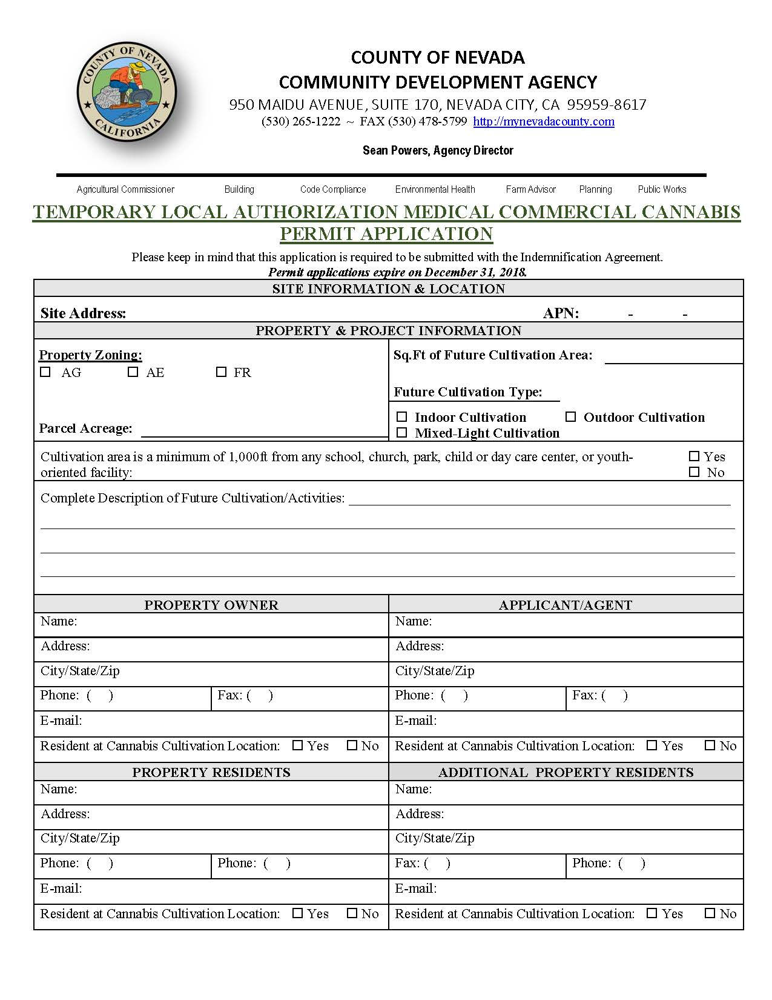 COUNTY OF NEVADA
CALIFORNIA
COUNTY OF NEVADA
COMMUNITY DEVELOPMENT AGENCY
950 MAIDU AVENUE, SUITE 170, NEVADA CITY, CA 95959-8617
(530) 265-1222 ~ FAX (530) 478-5799 http://mynevadacounty.com
Sean Powers, Agency Director
Agricultural Commissioner Building Code Compliance Environmental Health Farm Advisor Planning Public Works
TEMPORARY LOCAL AUTHORIZATION MEDICAL COMMERCIAL CANNABIS
PERMIT APPLICATION
Please keep in mind that this application is required to be submitted with the Indemnification Agreement.
Permit applications expire on December 31, 2018.
SITE INFORMATION & LOCATION
Site Address: APN: - -
PROPERTY & PROJECT INFORMATION
Property Zoning:
☐ AG ☐ AE ☐ FR
Parcel Acreage: ____
Sq.Ft of Future Cultivation Area: ____
Future Cultivation Type:
☐ Indoor Cultivation ☐ Outdoor Cultivation
☐ Mixed-Light Cultivation
Cultivation area is a minimum of 1,000ft from any school, church, park, child or day care center, or youth- ☐ Yes
oriented facility: ☐ No
Complete Description of Future Cultivation/Activities: ____
PROPERTY OWNER APPLICANT/AGENT
Name: Name:
Address: Address:
City/State/Zip City/State/Zip
Phone: ( ) Fax: ( ) Phone: ( ) Fax: ( )
E-mail: E-mail:
Resident at Cannabis Cultivation Location: ☐ Yes ☐ No Resident at Cannabis Cultivation Location: ☐ Yes ☐ No
PROPERTY RESIDENTS ADDITIONAL PROPERTY RESIDENTS
Name: Name:
Address: Address:
City/State/Zip City/State/Zip
Phone: ( ) Phone: ( ) Fax: ( ) Phone: ( )
E-mail: E-mail:
Resident at Cannabis Cultivation Location: ☐ Yes ☐ No Resident at Cannabis Cultivation Location: ☐ Yes ☐ No